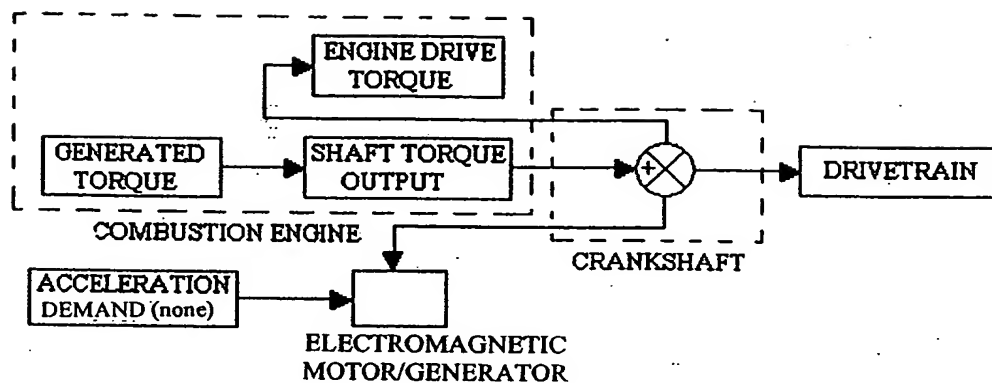 ENGINE DRIVE
TORQUE
GENERATED
TORQUE
SHAFT TORQUE
OUTPUT
+
DRIVETRAIN
COMBUSTION ENGINE
CRANKSHAFT
ACCELERATION
DEMAND (none)
ELECTROMAGNETIC
MOTOR/GENERATOR